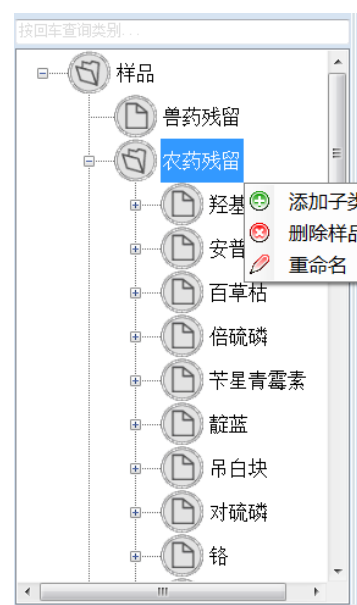 按回车查询类别...
样品
兽药残留
农药残留
羟基
添加子类
安普
删除样品
重命名
百草枯
倍硫磷
苄星青霉素
靛蓝
吊白块
对硫磷
铬